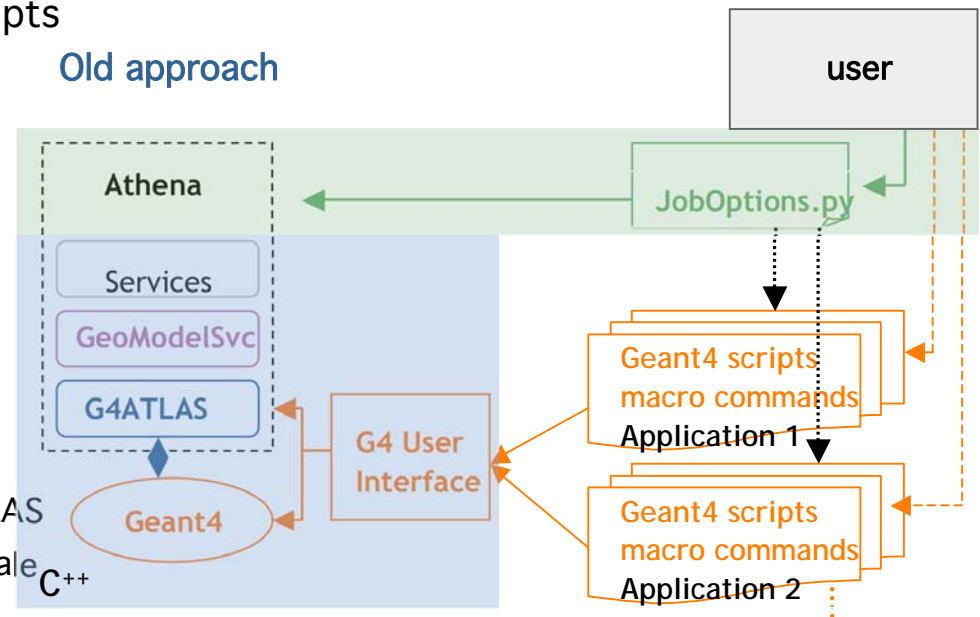 pts
Old approach
user
Athena
JobOptions.py
Services
GeoModelSvc
G4ATLAS
Geant4
G4 User
Interface
Geant4 scripts
macro commands
Application 1
Geant4 scripts
macro commands
Application 2
AS
ale
C++